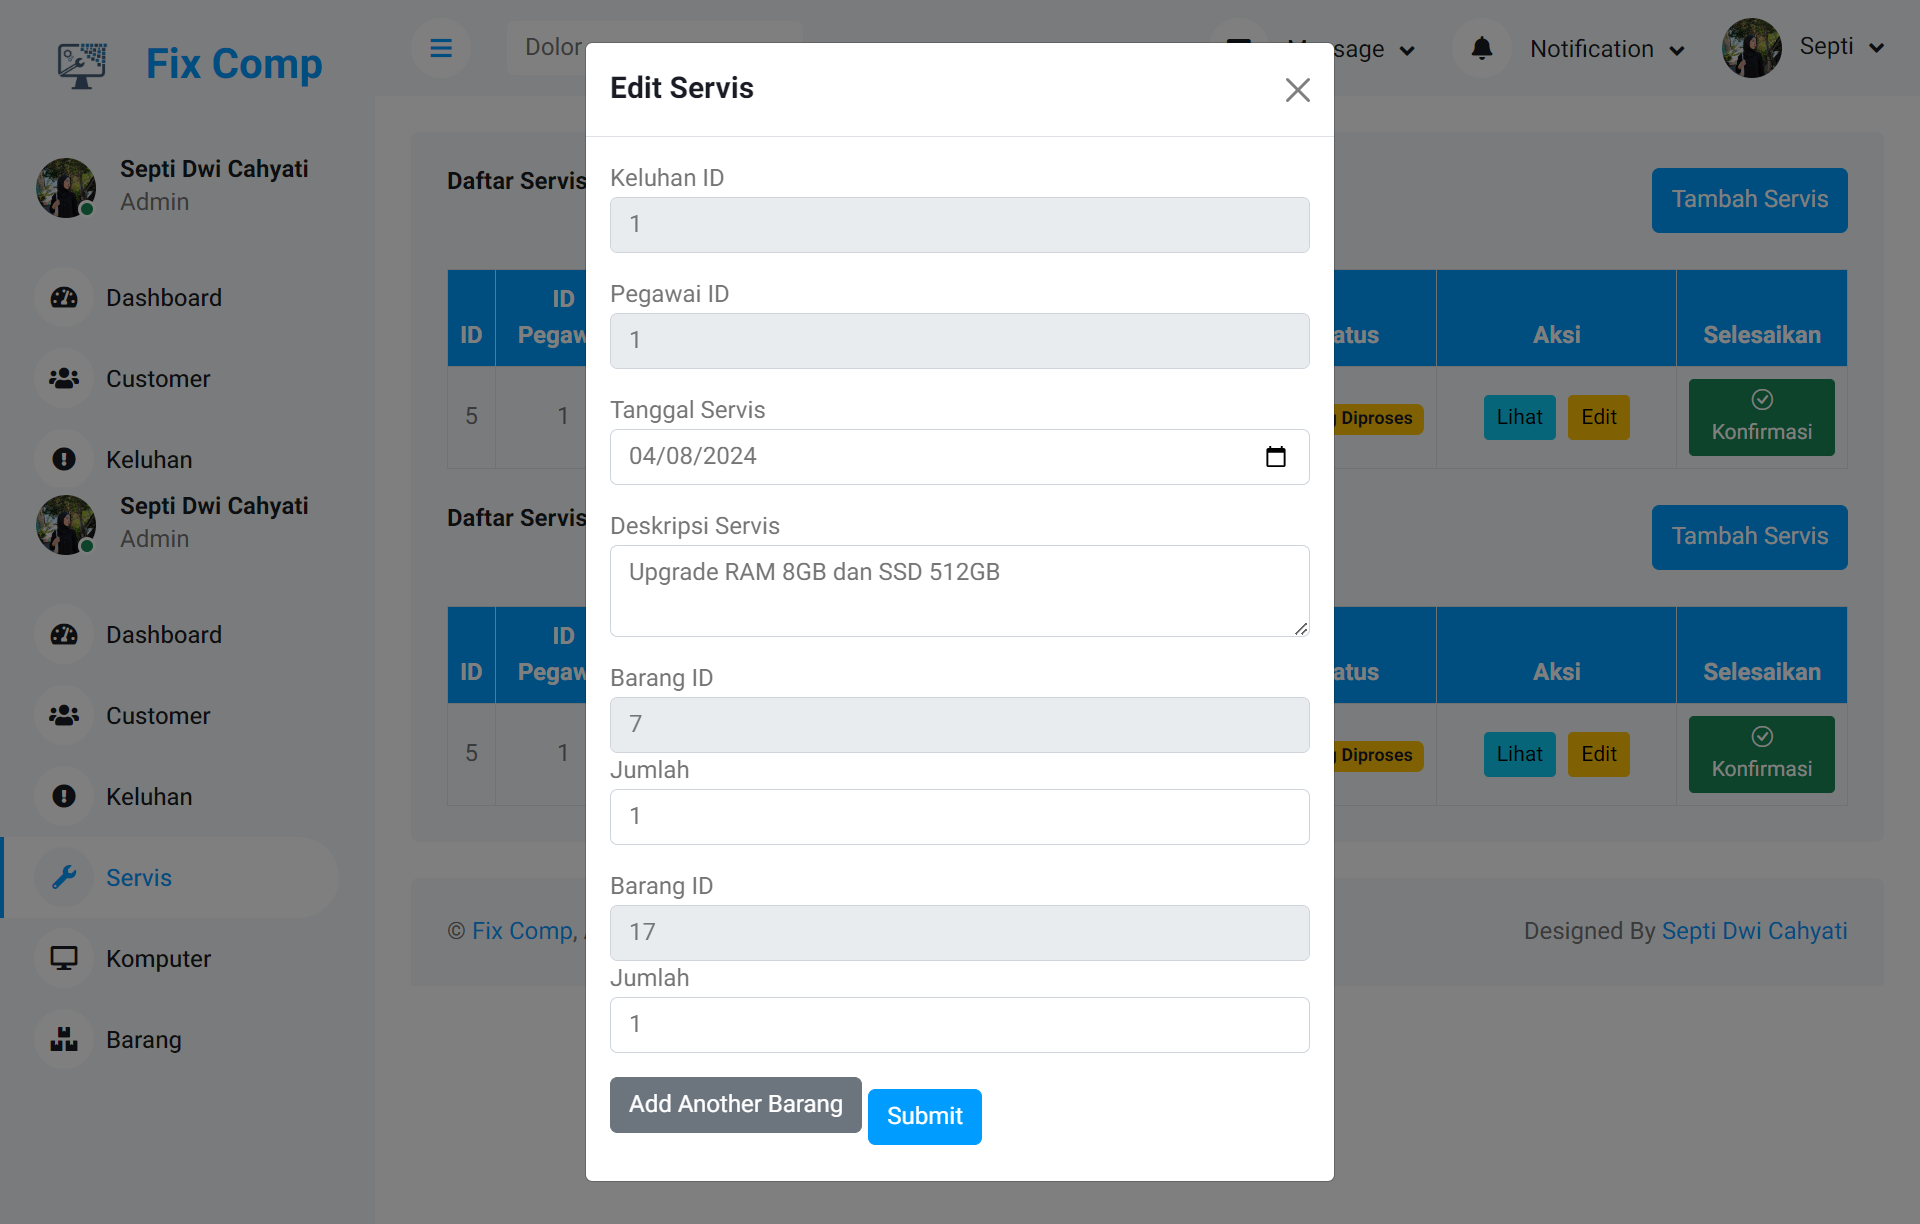 Fix Comp
Dolor
sage
Notification
Septi
Septi Dwi Cahyati
Admin
Dashboard
Customer
Keluhan
Septi Dwi Cahyati
Admin
Dashboard
Customer
Keluhan
Servis
Komputer
Barang
Edit Servis
Keluhan ID
1
Pegawai ID
1
Tanggal Servis
04/08/2024
Deskripsi Servis
Upgrade RAM 8GB dan SSD 512GB
Barang ID
7
Jumlah
1
Barang ID
17
Jumlah
1
Add Another Barang
Submit
Daftar Servis
Tambah Servis
ID
ID
Pegaw
atus
Aksi
Selesaikan
5
1
Diproses
Lihat
Edit
Konfirmasi
Daftar Servis
Tambah Servis
ID
ID
Pegaw
atus
Aksi
Selesaikan
5
1
Diproses
Lihat
Edit
Konfirmasi
© Fix Comp,
Designed By Septi Dwi Cahyati